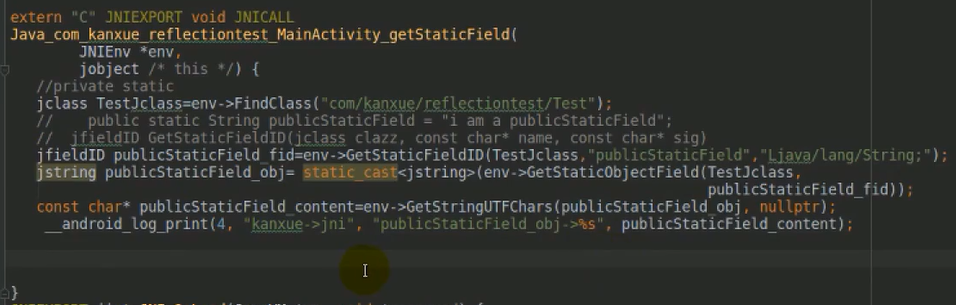 extern "C" JNIEXPORT void JNICALL
Java_com_kanxue_reflectiontest_MainActivity_getStaticField(
JNIEnv *env,
jobject /* this */) {
//private static
jclass TestJclass=env->FindClass("com/kanxue/reflectiontest/Test");
// public static String publicStaticField = "i am a publicStaticField";
// jfieldID GetStaticFieldID(jclass clazz, const char* name, const char* sig)
jfieldID publicStaticField_fid=env->GetStaticFieldID(TestJclass,"publicStaticField","Ljava/lang/String;");
jstring publicStaticField_obj= static_cast<jstring>(env->GetStaticObjectField(TestJclass,
publicStaticField_fid));
const char* publicStaticField_content=env->GetStringUTFChars(publicStaticField_obj, nullptr);
__android_log_print(4, "kanxue->jni", "publicStaticField_obj->%s", publicStaticField_content);
}